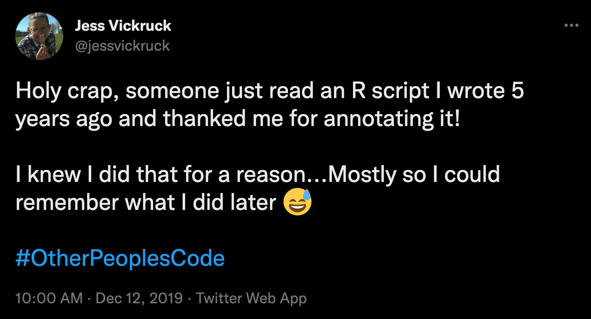 Jess Vickruck
@jessvickruck
Holy crap, someone just read an R script I wrote 5
years ago and thanked me for annotating it!
I knew I did that for a reason...Mostly so I could
remember what I did later 😅
#OtherPeoplesCode
10:00 AM · Dec 12, 2019 · Twitter Web App